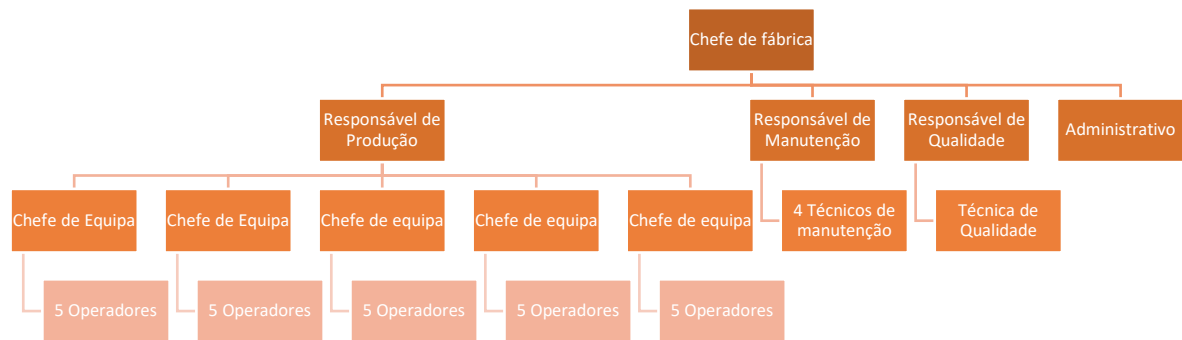 Chefe de fábrica
Responsável de
Produção
Responsável de
Manutenção
Responsável de
Qualidade
Administrativo
Chefe de Equipa
Chefe de Equipa
Chefe de equipa
Chefe de equipa
Chefe de equipa
4 Técnicos de
manutenção
Técnica de
Qualidade
5 Operadores
5 Operadores
5 Operadores
5 Operadores
5 Operadores